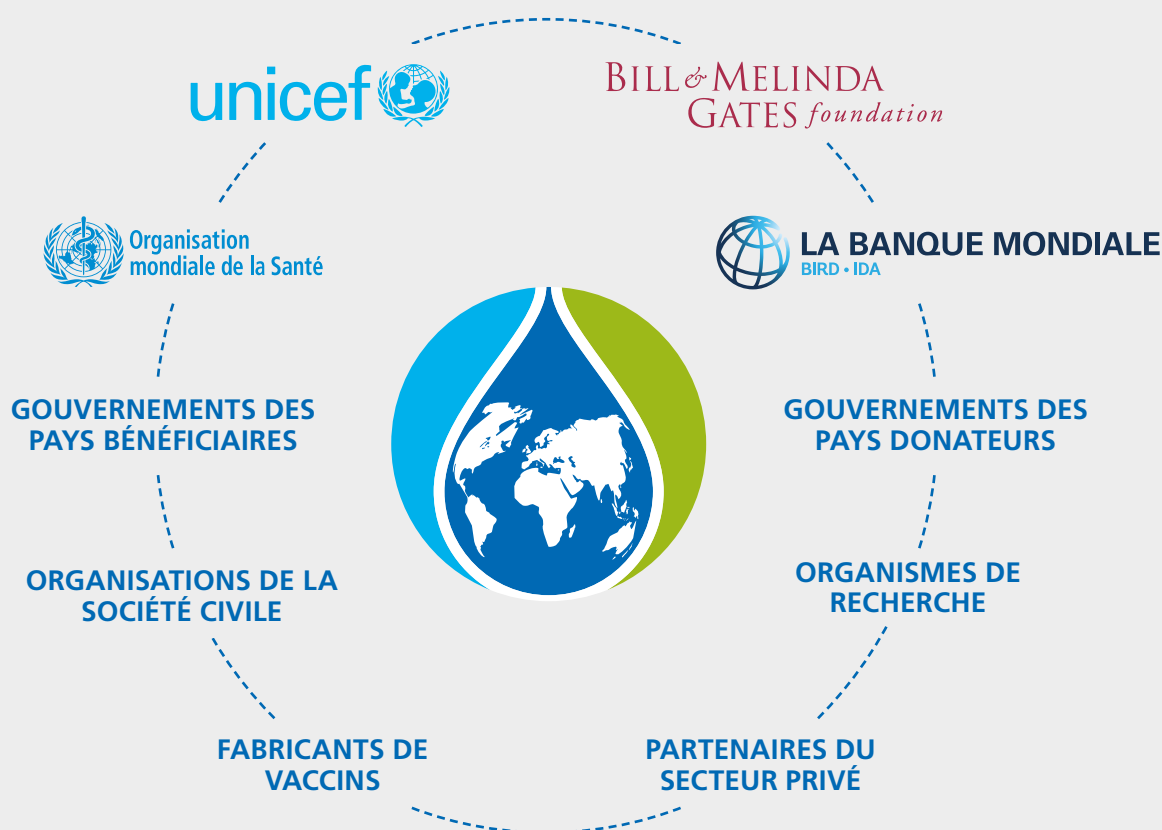 unicef
BILL & MELINDA
GATES foundation
Organisation
mondiale de la Santé
LA BANQUE MONDIALE
BIRD • IDA
GOUVERNEMENTS DES
PAYS BÉNÉFICIAIRES
GOUVERNEMENTS DES
PAYS DONATEURS
ORGANISATIONS DE LA
SOCIÉTÉ CIVILE
ORGANISMES DE
RECHERCHE
FABRICANTS DE
VACCINS
PARTENAIRES DU
SECTEUR PRIVÉ